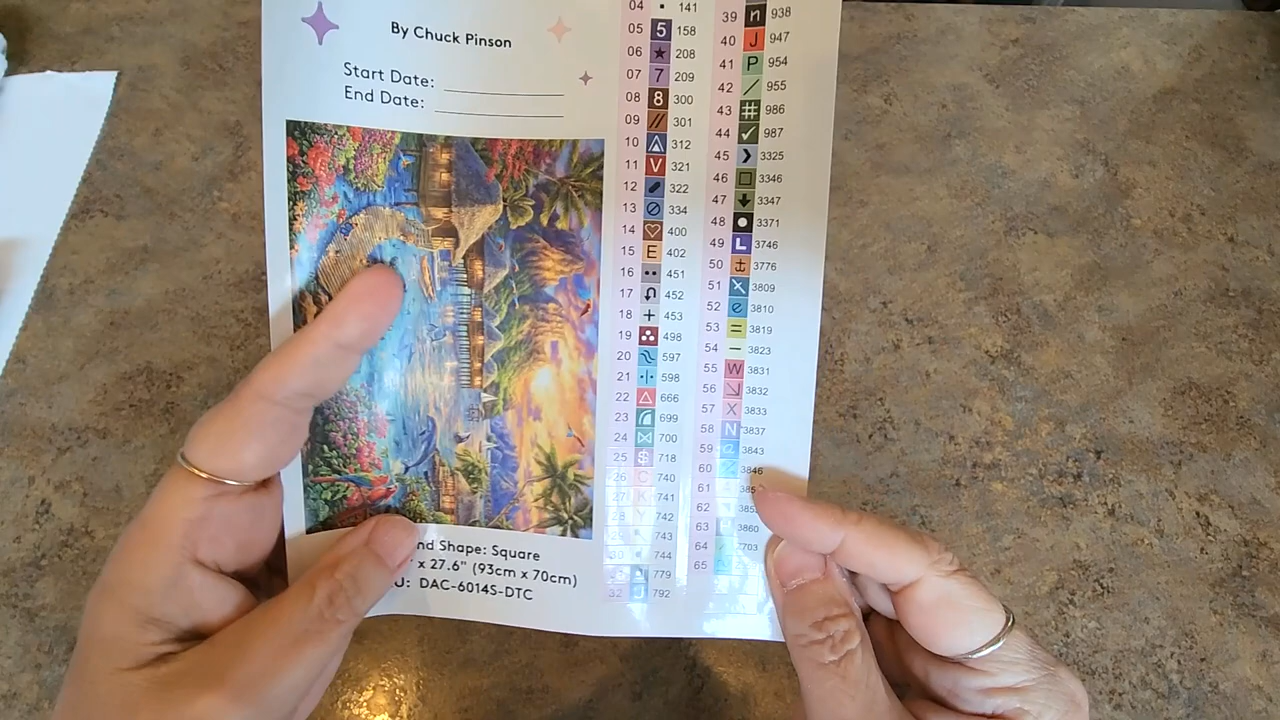 By Chuck Pinson
Start Date:
End Date:
nd Shape: Square
x 27.6" (93cm x 70cm)
U: DAC-6014S-DTC
04 141
05 5 158
06 ★ 208
07 7 209
08 8 300
09 // 301
10 312
11 V 321
12 322
13 334
14 ♡ 400
15 E 402
16 •• 451
17 452
18 + 453
19 498
20 597
21 598
22 △ 666
23 699
24 700
25 $ 718
26 C 740
27 K 741
28 Y 742
743
30 744
779
32 J 792
39 n 938
40 J 947
41 P 954
42 / 955
43 # 986
44 ✓ 987
45 3325
46 □ 3346
47 3347
48 ● 3371
49 L 3746
50 3776
51 3809
52 e 3810
53 = 3819
54 – 3823
55 W 3831
56 3832
57 X 3833
58 N 3837
59 3843
60 3846
61
62
63 3860
64 Z703
65